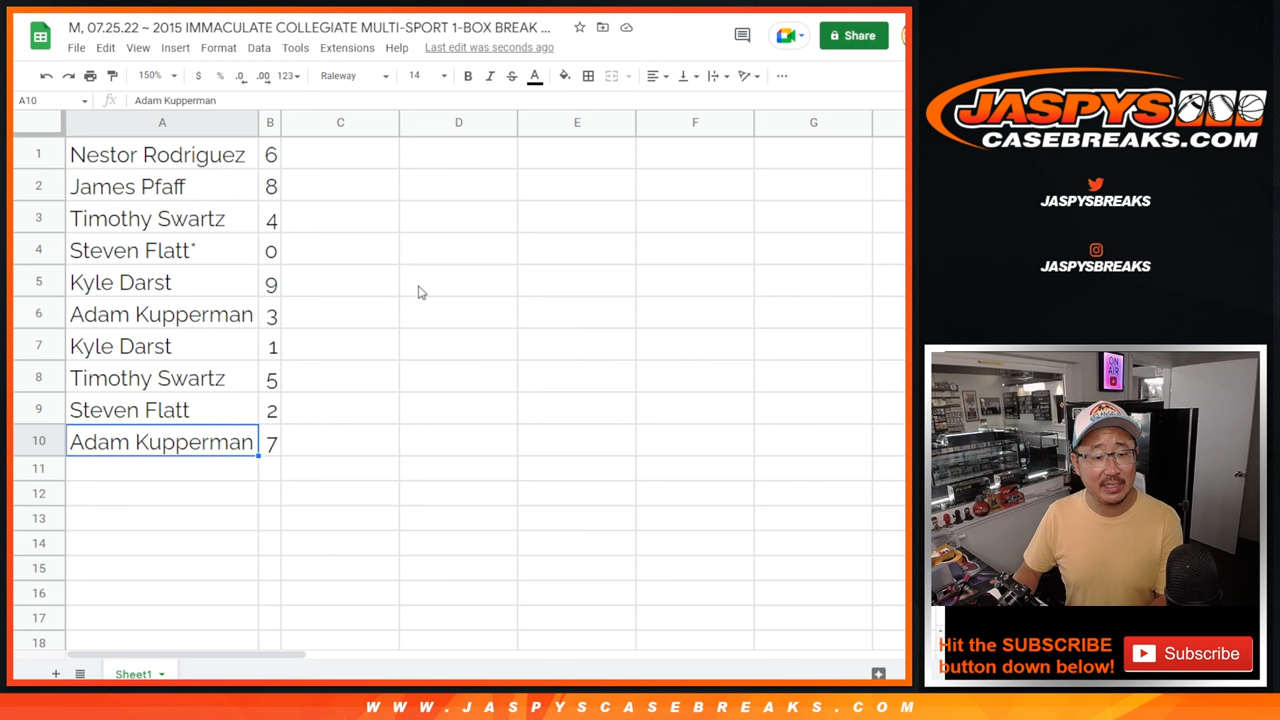 M, 07.25.22 ~ 2015 IMMACULATE COLLEGIATE MULTI-SPORT 1-BOX BREAK ...
File Edit View Insert Format Data Tools Extensions Help Last edit was seconds ago
Share
150% $ % .0 .00 123 Raleway 14 B I S A
A10 fx Adam Kupperman
A B C D E F G
1 Nestor Rodriguez 6
2 James Pfaff 8
3 Timothy Swartz 4
4 Steven Flatt* 0
5 Kyle Darst 9
6 Adam Kupperman 3
7 Kyle Darst 1
8 Timothy Swartz 5
9 Steven Flatt 2
10 Adam Kupperman 7
11
12
13
14
15
16
17
18
Sheet1
JASPYS
CASEBREAKS.COM
JASPYSBREAKS
JASPYSBREAKS
ON AIR
Hit the SUBSCRIBE
button down below!
Subscribe
WWW.JASPYSCASEBREAKS.COM